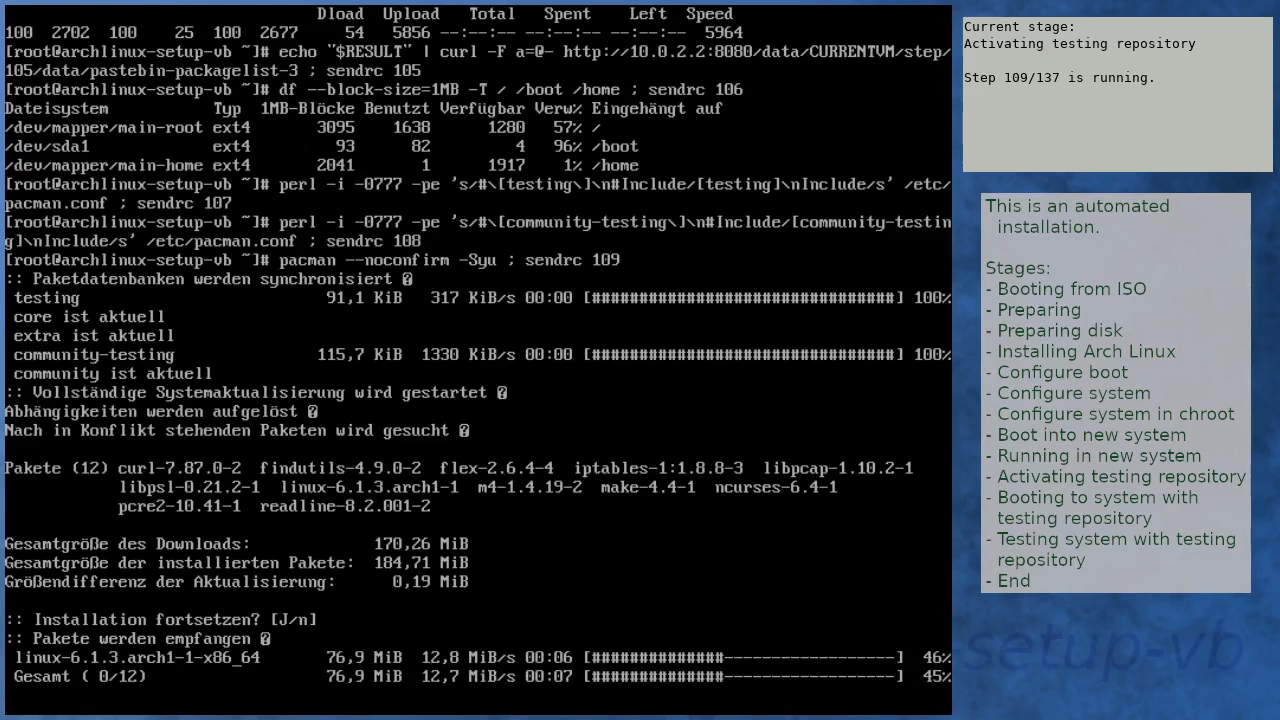 Dload  Upload   Total   Spent    Left  Speed
100  2702  100    25  100  2677     54   5856 --:--:-- --:--:-- --:--:--  5964
[root@archlinux-setup-vb ~]# echo "$RESULT" | curl -F a=@- http://10.0.2.2:8080/data/CURRENTVM/step/
105/data/pastebin-packagelist-3 ; sendrc 105
[root@archlinux-setup-vb ~]# df --block-size=1MB -T / /boot /home ; sendrc 106
Dateisystem           Typ  1MB-Blöcke Benutzt Verfügbar Verw% Eingehängt auf
/dev/mapper/main-root ext4       3095    1638      1280   57% /
/dev/sda1             ext4         93      82         4   96% /boot
/dev/mapper/main-home ext4       2041       1      1917    1% /home
[root@archlinux-setup-vb ~]# perl -i -0777 -pe 's/#\[testing\]\n#Include/[testing]\nInclude/s' /etc/
pacman.conf ; sendrc 107
[root@archlinux-setup-vb ~]# perl -i -0777 -pe 's/#\[community-testing\]\n#Include/[community-testin
g]\nInclude/s' /etc/pacman.conf ; sendrc 108
[root@archlinux-setup-vb ~]# pacman --noconfirm -Syu ; sendrc 109
:: Paketdatenbanken werden synchronisiert �
 testing                          91,1 KiB   317 KiB/s 00:00 [################################] 100%
 core ist aktuell
 extra ist aktuell
 community-testing               115,7 KiB  1330 KiB/s 00:00 [################################] 100%
 community ist aktuell
:: Vollständige Systemaktualisierung wird gestartet �
Abhängigkeiten werden aufgelöst �
Nach in Konflikt stehenden Paketen wird gesucht �
Pakete (12) curl-7.87.0-2  findutils-4.9.0-2  flex-2.6.4-4  iptables-1:1.8.8-3  libpcap-1.10.2-1
            libpsl-0.21.2-1  linux-6.1.3.arch1-1  m4-1.4.19-2  make-4.4-1  ncurses-6.4-1
            pcre2-10.41-1  readline-8.2.001-2
Gesamtgröße des Downloads:             170,26 MiB
Gesamtgröße der installierten Pakete:  184,71 MiB
Größendifferenz der Aktualisierung:      0,19 MiB
:: Installation fortsetzen? [J/n]
:: Pakete werden empfangen �
 linux-6.1.3.arch1-1-x86_64       76,9 MiB  12,8 MiB/s 00:06 [##############------------------]  46%
 Gesamt ( 0/12)                   76,9 MiB  12,7 MiB/s 00:07 [##############------------------]  45%
Current stage:
Activating testing repository
Step 109/137 is running.
This is an automated
installation.
Stages:
- Booting from ISO
- Preparing
- Preparing disk
- Installing Arch Linux
- Configure boot
- Configure system
- Configure system in chroot
- Boot into new system
- Running in new system
- Activating testing repository
- Booting to system with
testing repository
- Testing system with testing
repository
- End
setup-vb